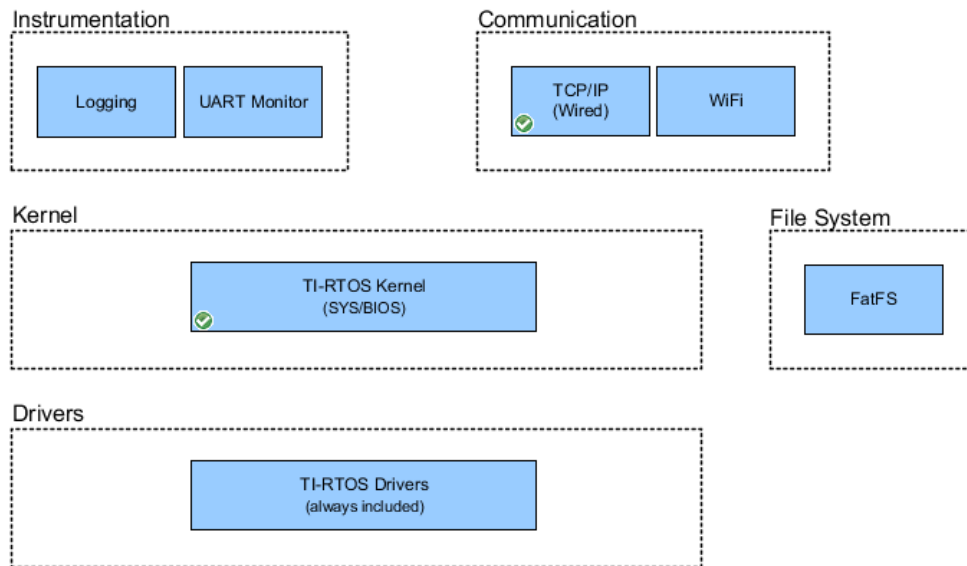 Instrumentation
Logging
UART Monitor
Communication
TCP/IP
(Wired)
WiFi
Kernel
TI-RTOS Kernel
(SYS/BIOS)
File System
FatFS
Drivers
TI-RTOS Drivers
(always included)